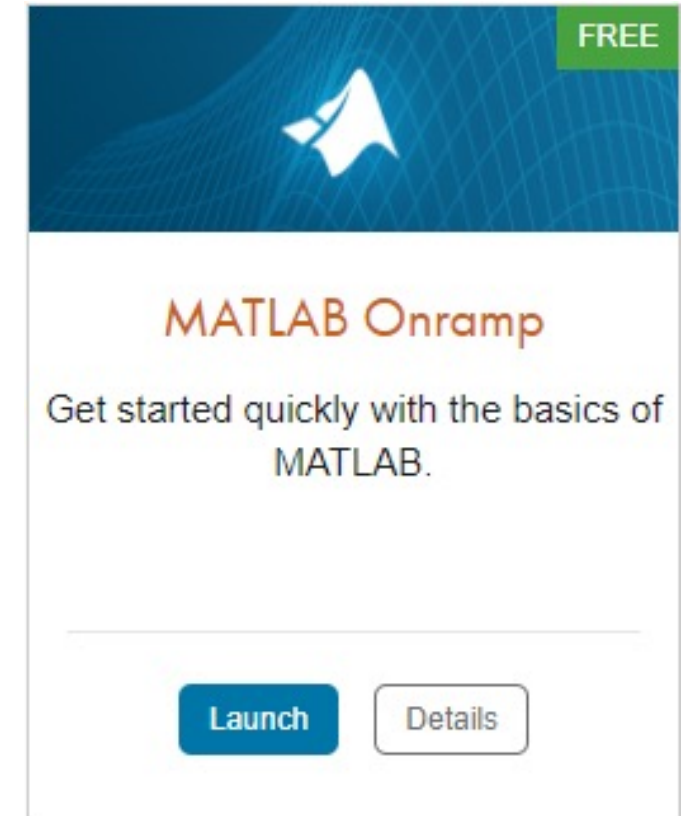 FREE
MATLAB Onramp
Get started quickly with the basics of
MATLAB.
Launch
Details